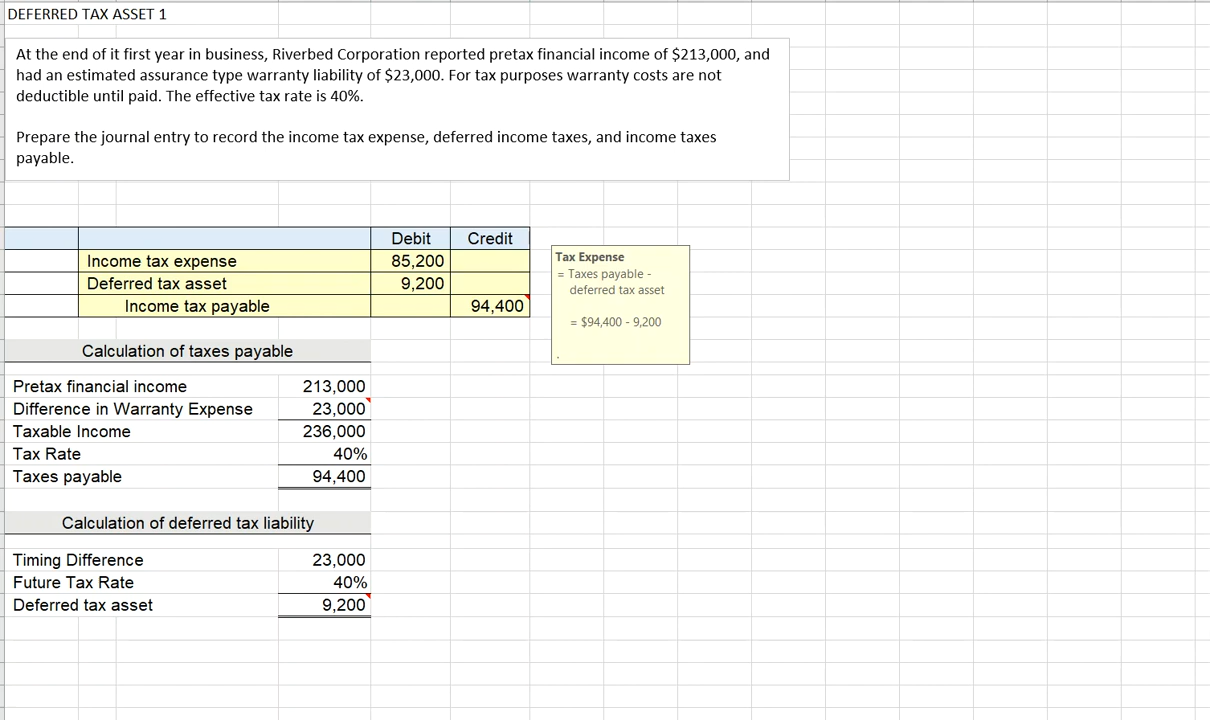 DEFERRED TAX ASSET 1
At the end of it first year in business, Riverbed Corporation reported pretax financial income of $213,000, and
had an estimated assurance type warranty liability of $23,000. For tax purposes warranty costs are not
deductible until paid. The effective tax rate is 40%.
Prepare the journal entry to record the income tax expense, deferred income taxes, and income taxes
payable.
Debit Credit
Income tax expense 85,200
Deferred tax asset 9,200
Income tax payable 94,400
Tax Expense
= Taxes payable -
deferred tax asset
= $94,400 - 9,200
.
Calculation of taxes payable
Pretax financial income 213,000
Difference in Warranty Expense 23,000
Taxable Income 236,000
Tax Rate 40%
Taxes payable 94,400
Calculation of deferred tax liability
Timing Difference 23,000
Future Tax Rate 40%
Deferred tax asset 9,200